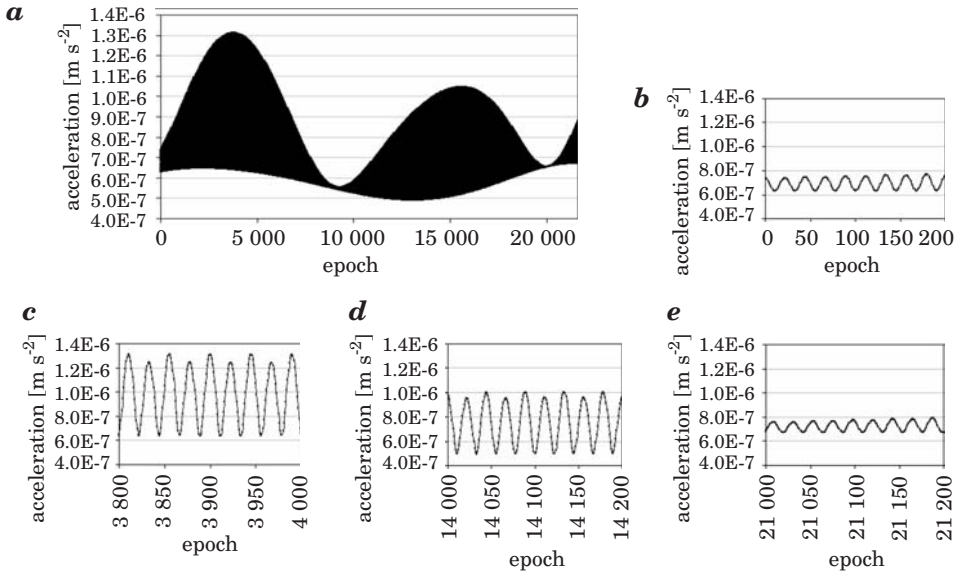 a
acceleration [m s-2]
1.4E-6
1.3E-6
1.2E-6
1.1E-6
1.0E-6
9.0E-7
8.0E-7
7.0E-7
6.0E-7
5.0E-7
4.0E-7
0 5 000 10 000 15 000 20 000
epoch
b
acceleration [m s-2]
1.4E-6
1.2E-6
1.0E-6
8.0E-7
6.0E-7
4.0E-7
0 50 100 150 200
epoch
c
acceleration [m s-2]
1.4E-6
1.2E-6
1.0E-6
8.0E-7
6.0E-7
4.0E-7
3 800 3 850 3 900 3 950 4 000
epoch
d
acceleration [m s-2]
1.4E-6
1.2E-6
1.0E-6
8.0E-7
6.0E-7
4.0E-7
14 000 14 050 14 100 14 150 14 200
epoch
e
acceleration [m s-2]
1.4E-6
1.2E-6
1.0E-6
8.0E-7
6.0E-7
4.0E-7
21 000 21 050 21 100 21 150 21 200
epoch